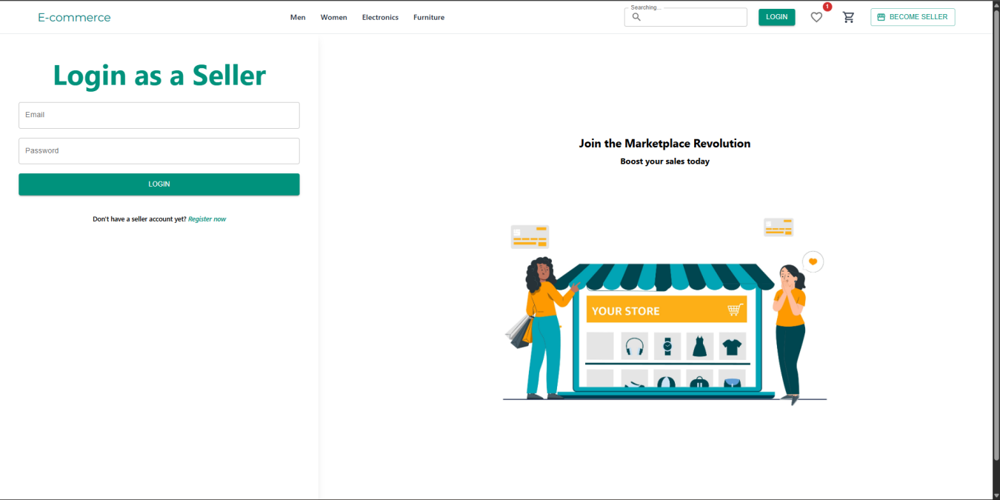 E-commerce
Men Women Electronics Furniture
Searching...
LOGIN
1
BECOME SELLER
Login as a Seller
Email
Password
LOGIN
Don't have a seller account yet? Register now
Join the Marketplace Revolution
Boost your sales today
YOUR STORE